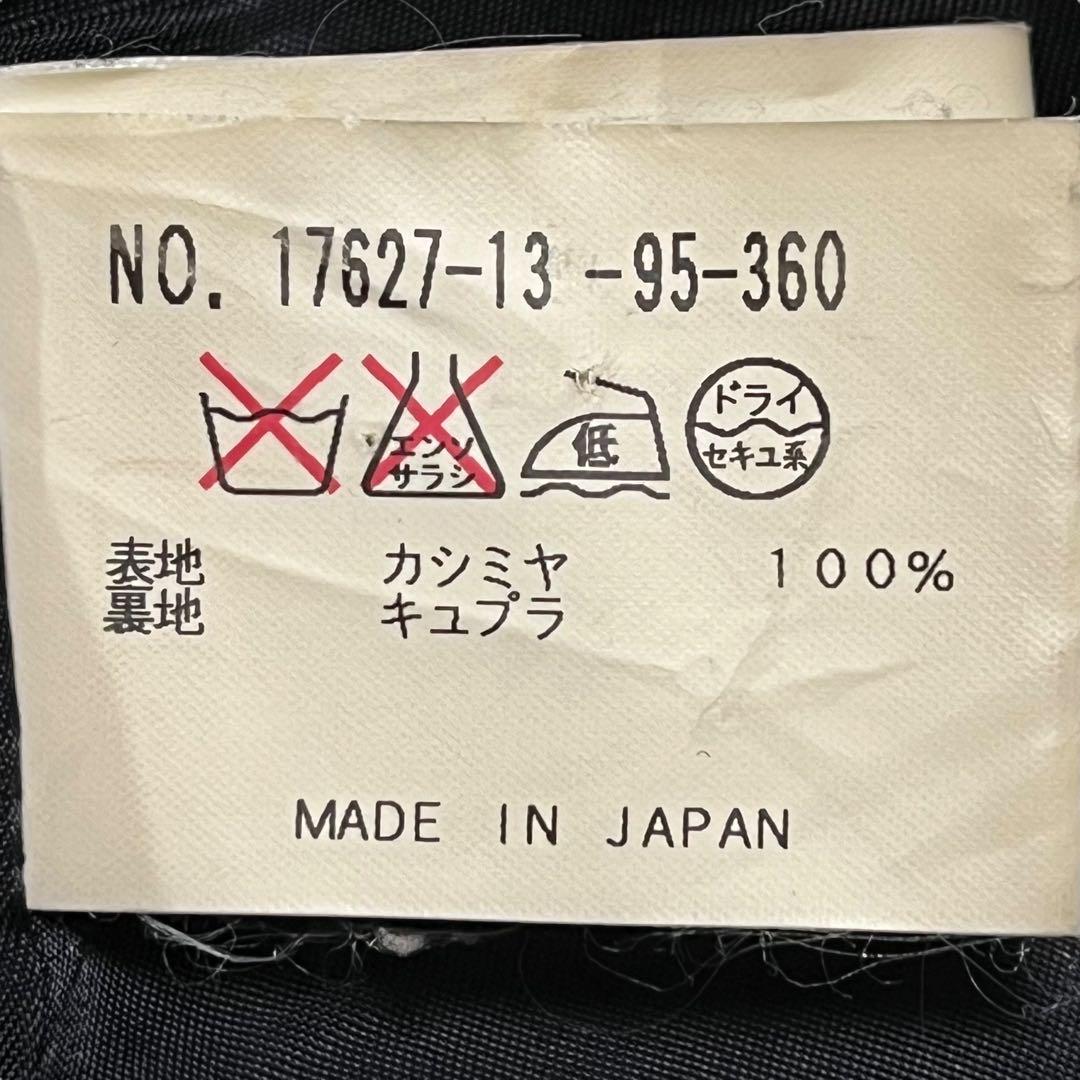 NO. 17627-13 -95-360
エンソ
サラシ
低
ドライ
セキユ系
表地 カシミヤ 100%
裏地 キュプラ
MADE IN JAPAN